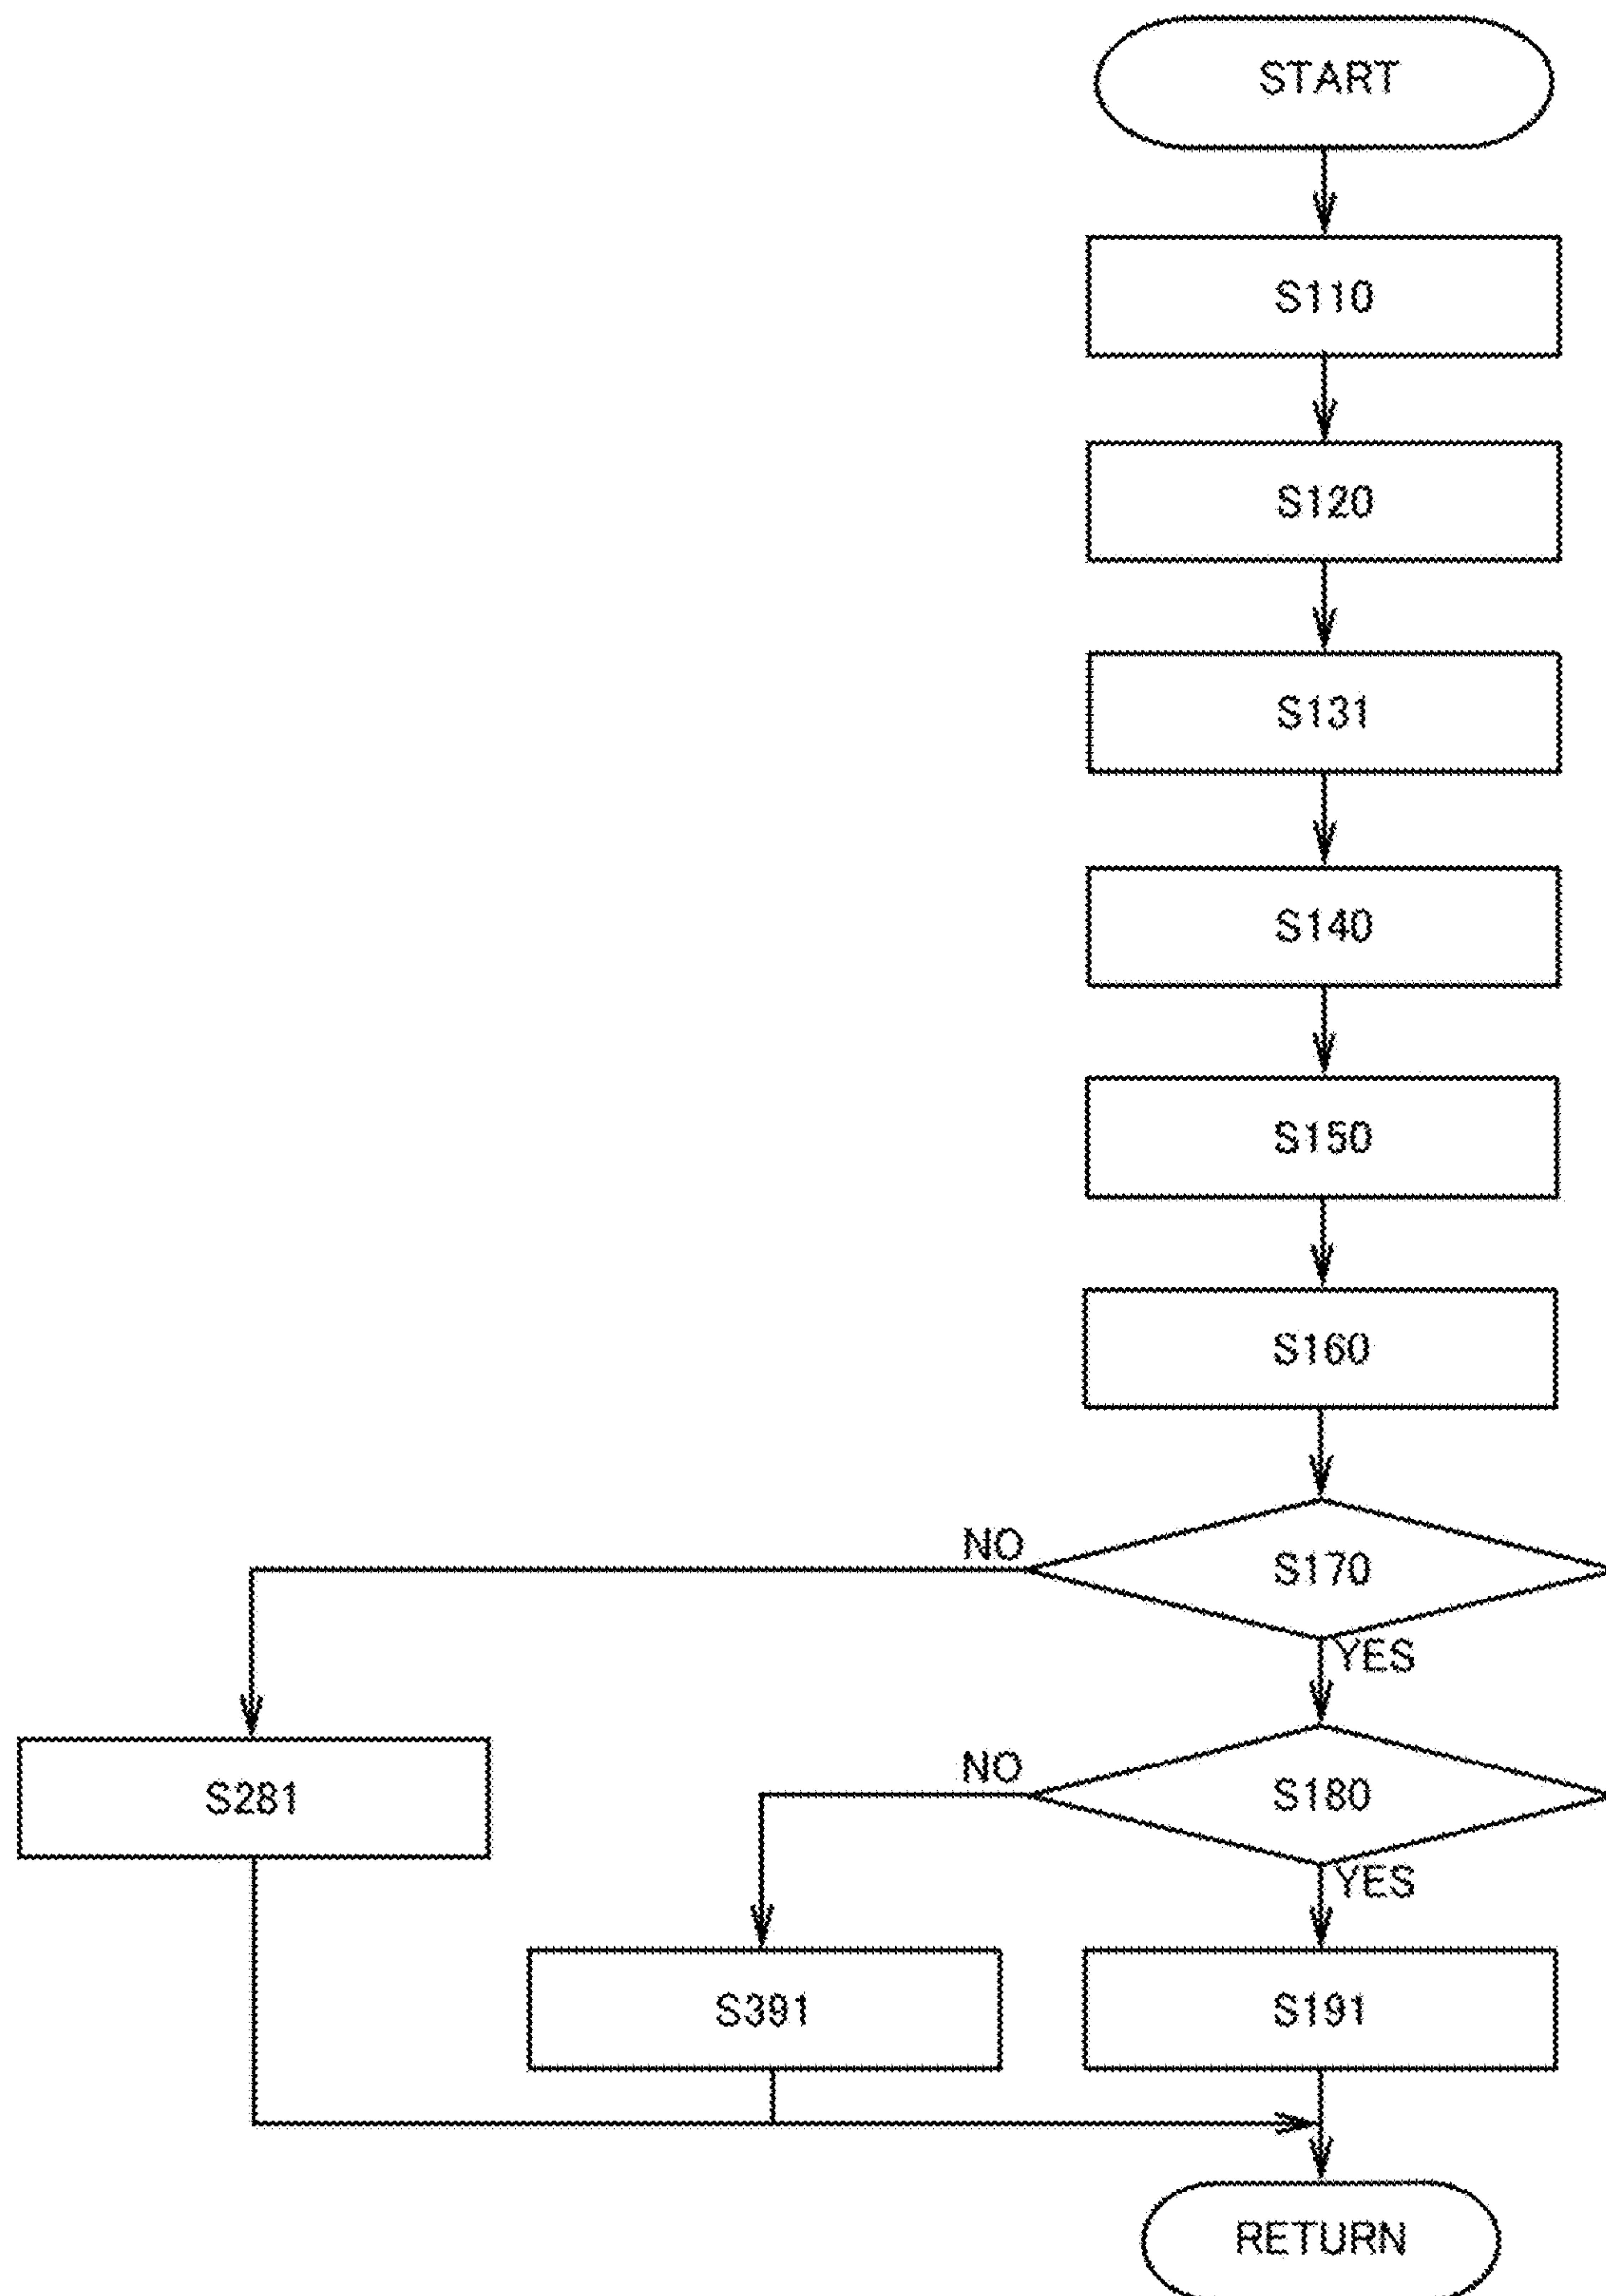 START
S110
S120
S131
S140
S150
S160
NO
S170
YES
S281
NO
S180
YES
S391
S191
RETURN